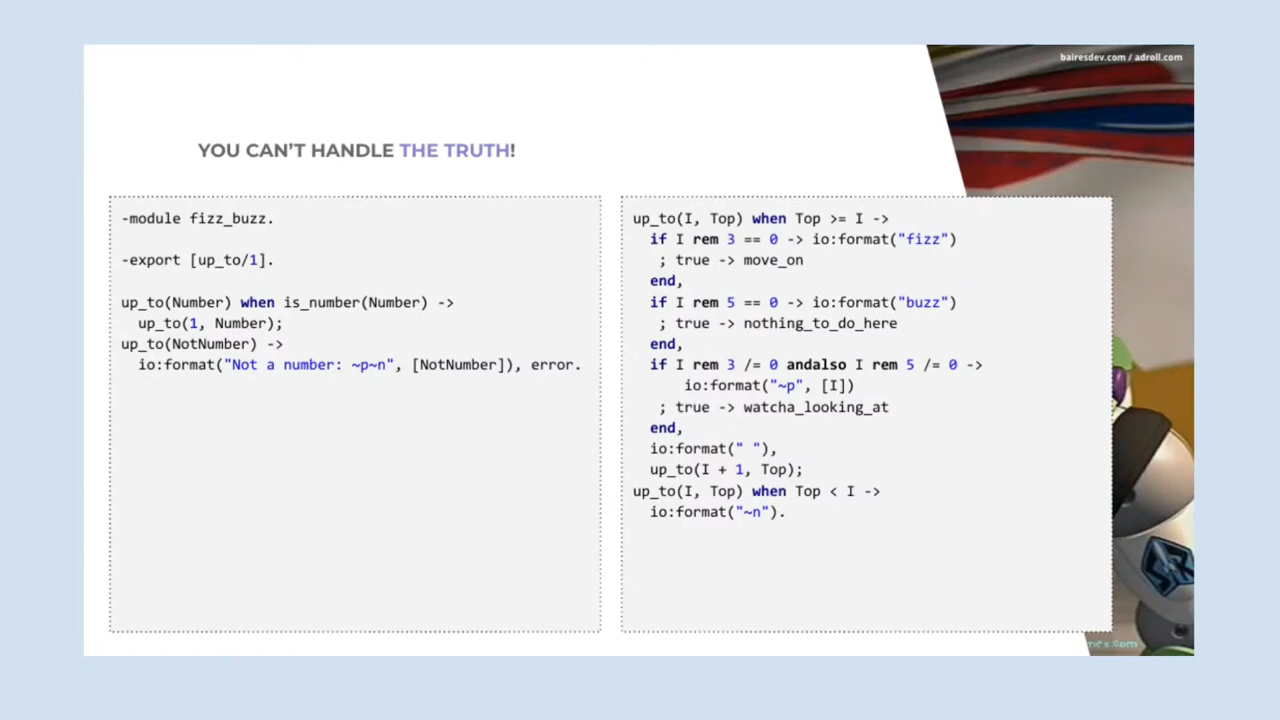 bairesdev.com / adroll.com
YOU CAN'T HANDLE THE TRUTH!
-module fizz_buzz.
-export [up_to/1].
up_to(Number) when is_number(Number) ->
  up_to(1, Number);
up_to(NotNumber) ->
  io:format("Not a number: ~p~n", [NotNumber]), error.
up_to(I, Top) when Top >= I ->
  if I rem 3 == 0 -> io:format("fizz")
   ; true -> move_on
  end,
  if I rem 5 == 0 -> io:format("buzz")
   ; true -> nothing_to_do_here
  end,
  if I rem 3 /= 0 andalso I rem 5 /= 0 ->
      io:format("~p", [I])
   ; true -> watcha_looking_at
  end,
  io:format(" "),
  up_to(I + 1, Top);
up_to(I, Top) when Top < I ->
  io:format("~n").